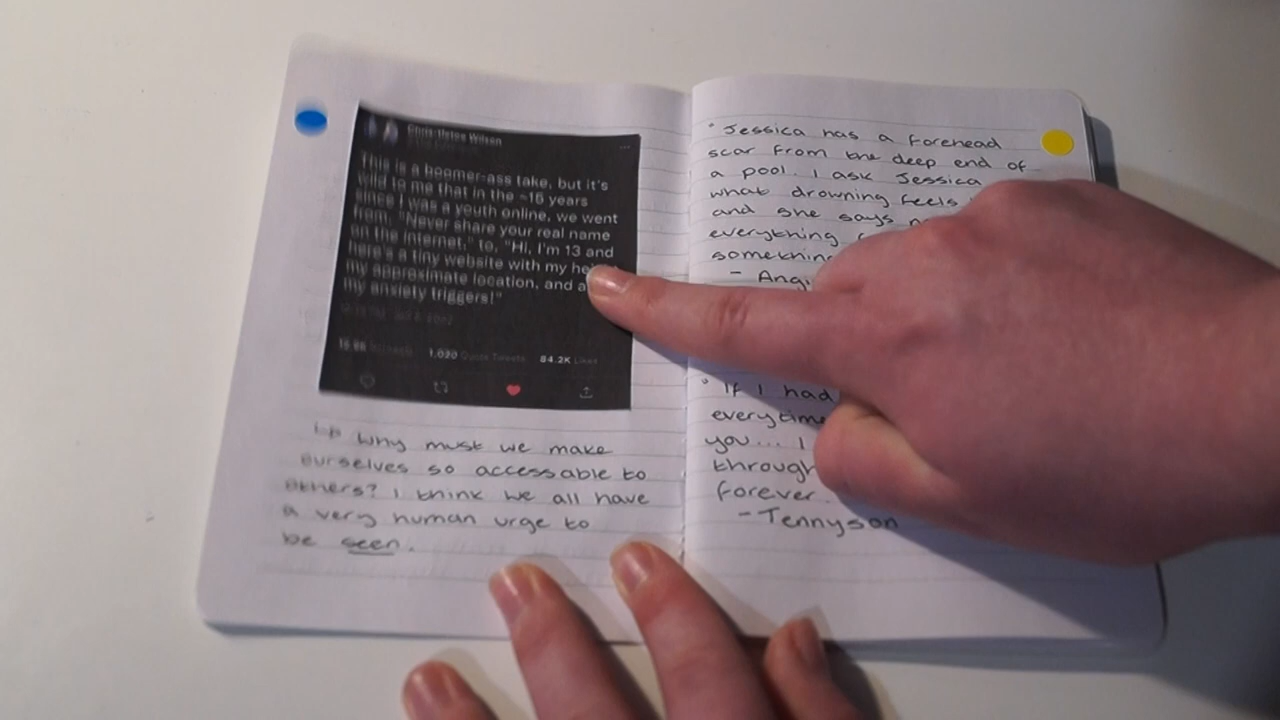 This is a boomer-ass take, but it's
wild to me that in the ~15 years
since I was a youth online, we went
from, "Never share your real name
on the internet," to, "Hi, I'm 13 and
here's a tiny website with my
my approximate location, and
my anxiety triggers!"
1,020 Quote Tweets 84.2K Likes
↳ Why must we make
ourselves so accessable to
others? I think we all have
a very human urge to
be seen.
• Jessica has a forehead
scar from the deep end of
a pool. I ask Jessica
what drowning feels
and she says
everything
- 
• If I had
everytime
you... I
through
forever.
- Tennyson